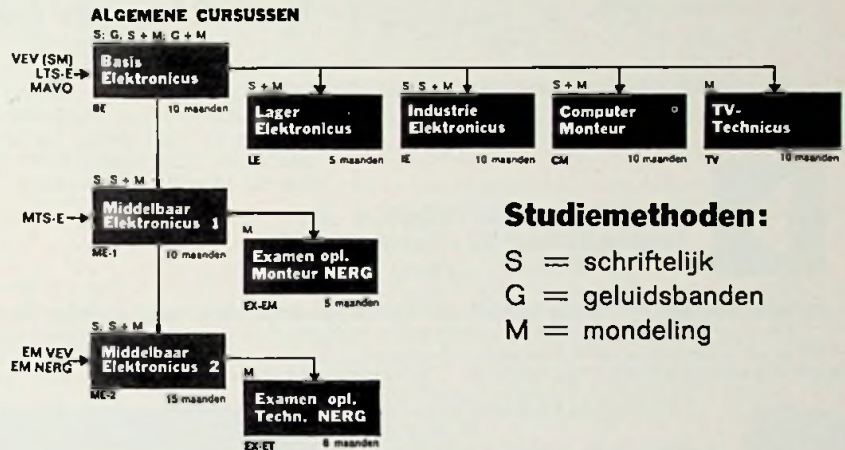 ALGEMENE CURSUSSEN
S; G, S + M; G + M
VEV (SM)
LTS-E
MAVO
Basis
Elektronicus
BE 10 maanden
S + M
Lager
Elektronicus
LE 5 maanden
S; S + M
Industrie
Elektronicus
IE 10 maanden
S + M
Computer
Monteur
CM 10 maanden
M
TV-
Technicus
TV 10 maanden
S; S + M
MTS-E
Middelbaar
Elektronicus 1
ME-1 10 maanden
M
Examen opl.
Monteur NERG
EX-EM 5 maanden
S, S + M
EM VEV
EM NERG
Middelbaar
Elektronicus 2
ME-2 15 maanden
M
Examen opl.
Techn. NERG
EX-ET 8 maanden
Studiemethoden:
S = schriftelijk
G = geluidsbanden
M = mondeling